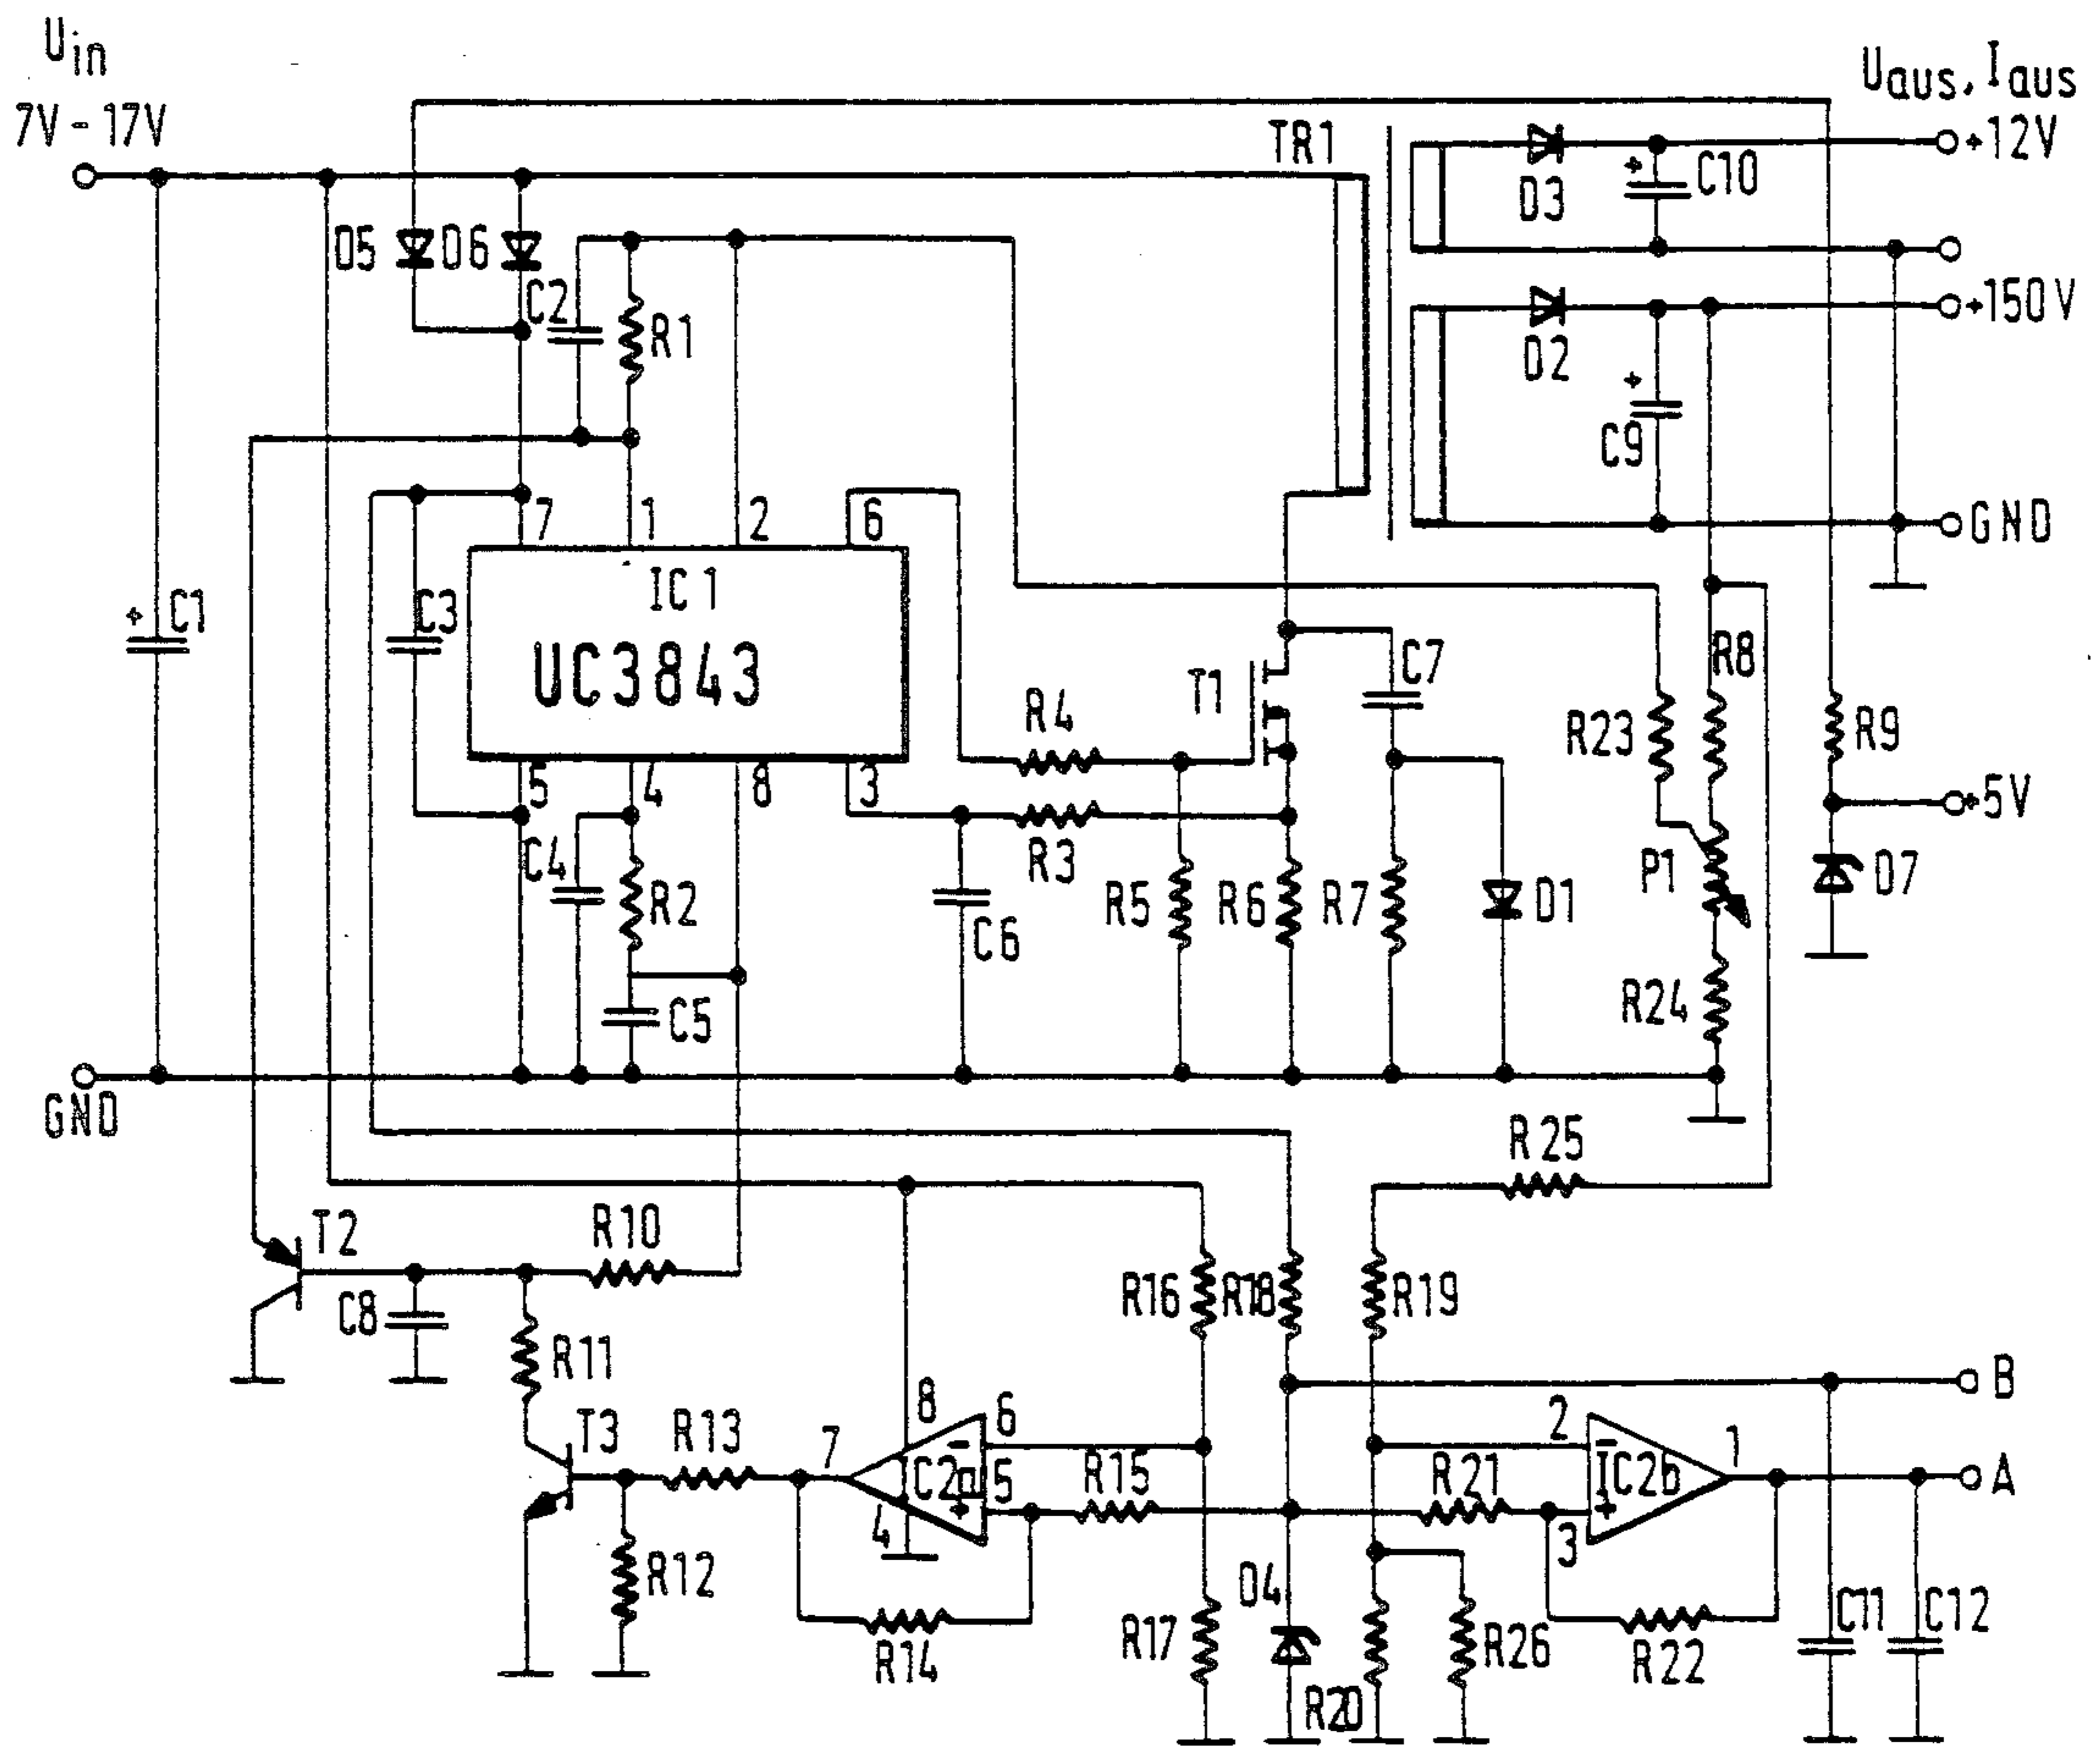 Uin
7V-17V
Uaus, Iaus
TR1
+12V
D3
+
C10
D5
D6
C2
R1
+150V
D2
+
C9
GND
7
1
2
6
IC1
UC3843
+
C1
C3
5
4
8
3
R4
T1
C7
R8
R23
R9
+5V
C4
R2
R3
C6
R5
R6
R7
D1
P1
D7
C5
R24
GND
R25
T2
R10
C8
R11
R16
R18
R19
B
T3
R13
7
8
6
-
IC2a
5
+
4
R15
R21
2
-
IC2b
+
3
1
A
R12
R14
R17
D4
R20
R26
R22
C11
C12